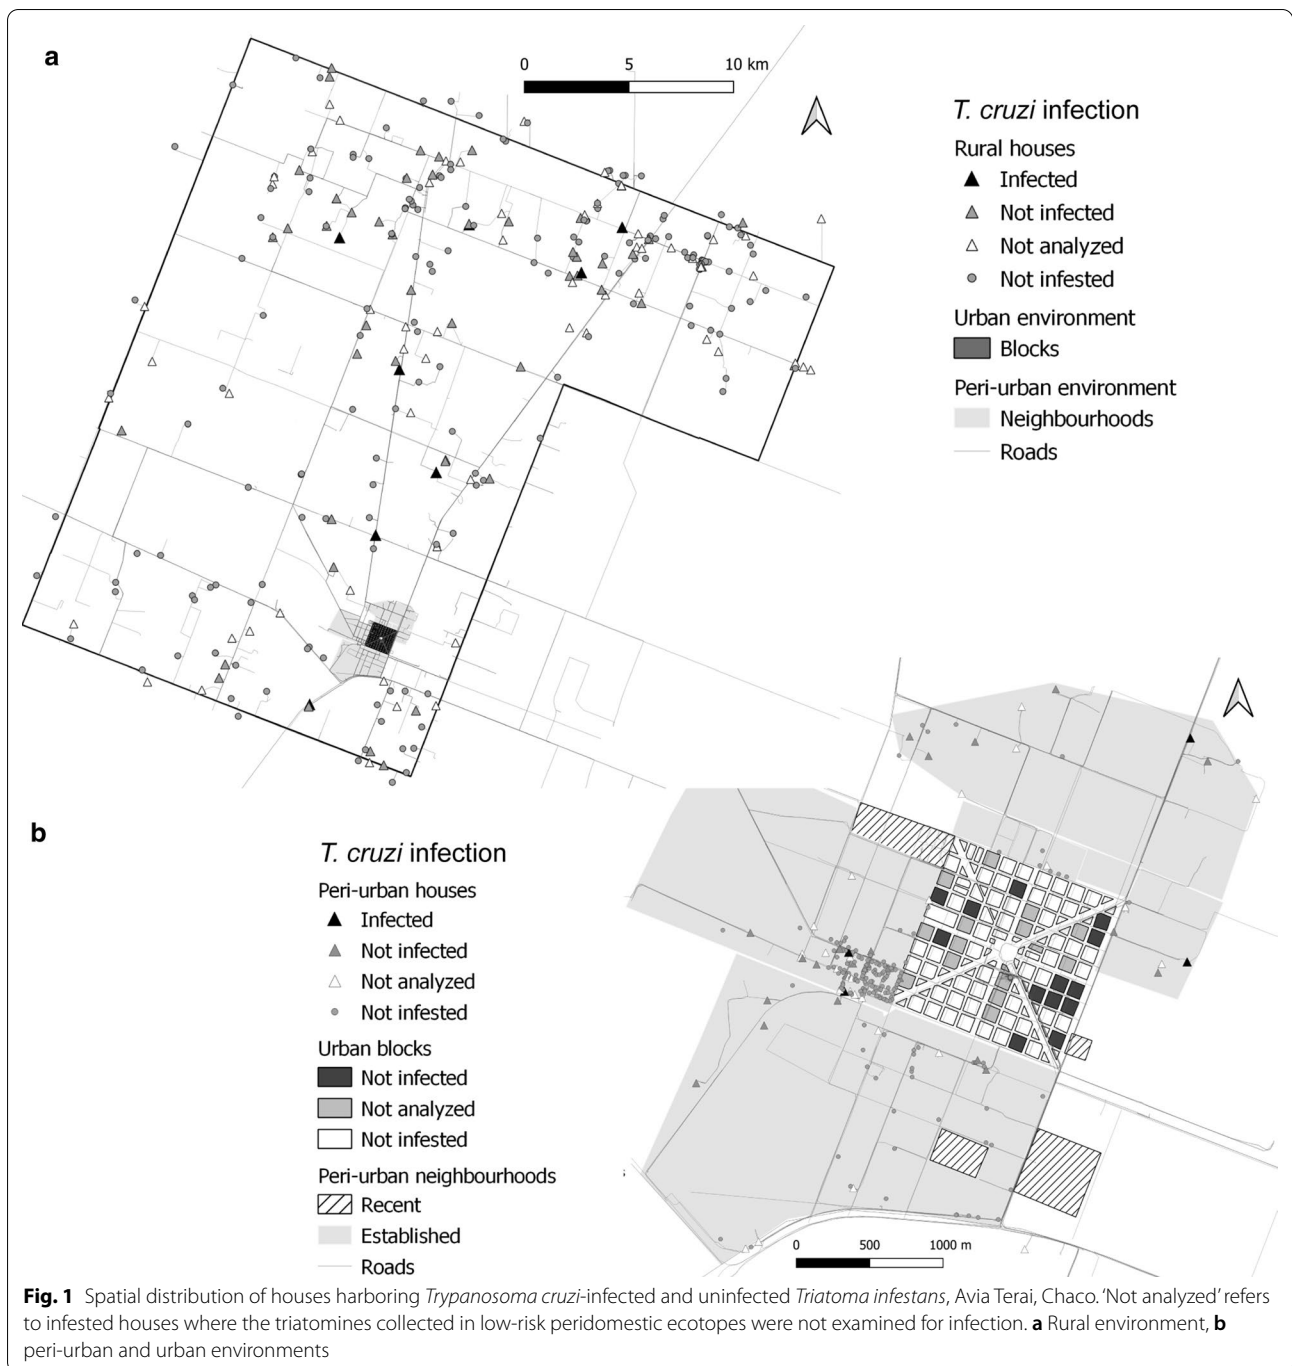 a
0 5 10 km
T. cruzi infection
Rural houses
Infected
Not infected
Not analyzed
Not infested
Urban environment
Blocks
Peri-urban environment
Neighbourhoods
Roads
b
T. cruzi infection
Peri-urban houses
Infected
Not infected
Not analyzed
Not infested
Urban blocks
Not infected
Not analyzed
Not infested
Peri-urban neighbourhoods
Recent
Established
Roads
0 500 1000 m
Fig. 1 Spatial distribution of houses harboring Trypanosoma cruzi-infected and uninfected Triatoma infestans, Avia Terai, Chaco. ‘Not analyzed’ refers
to infested houses where the triatomines collected in low-risk peridomestic ecotopes were not examined for infection. a Rural environment, b
peri-urban and urban environments